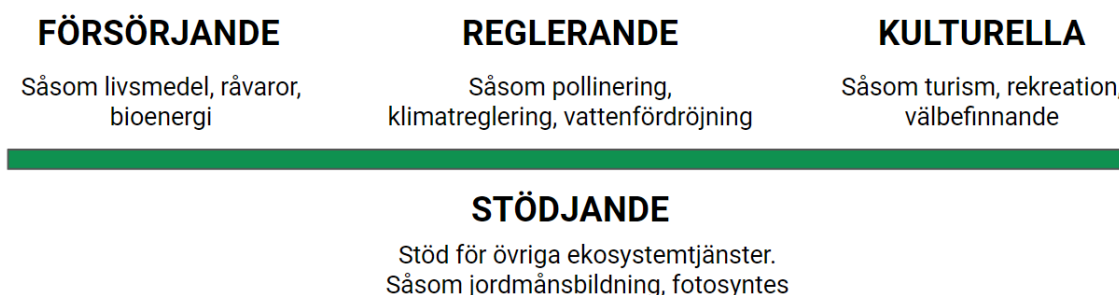 FÖRSÖRJANDE
Såsom livsmedel, råvaror,
bioenergi
REGLERANDE
Såsom pollinering,
klimatreglering, vattenfördröjning
KULTURELLA
Såsom turism, rekreation,
välbefinnande
STÖDJANDE
Stöd för övriga ekosystemtjänster.
Såsom jordmånsbildning, fotosyntes